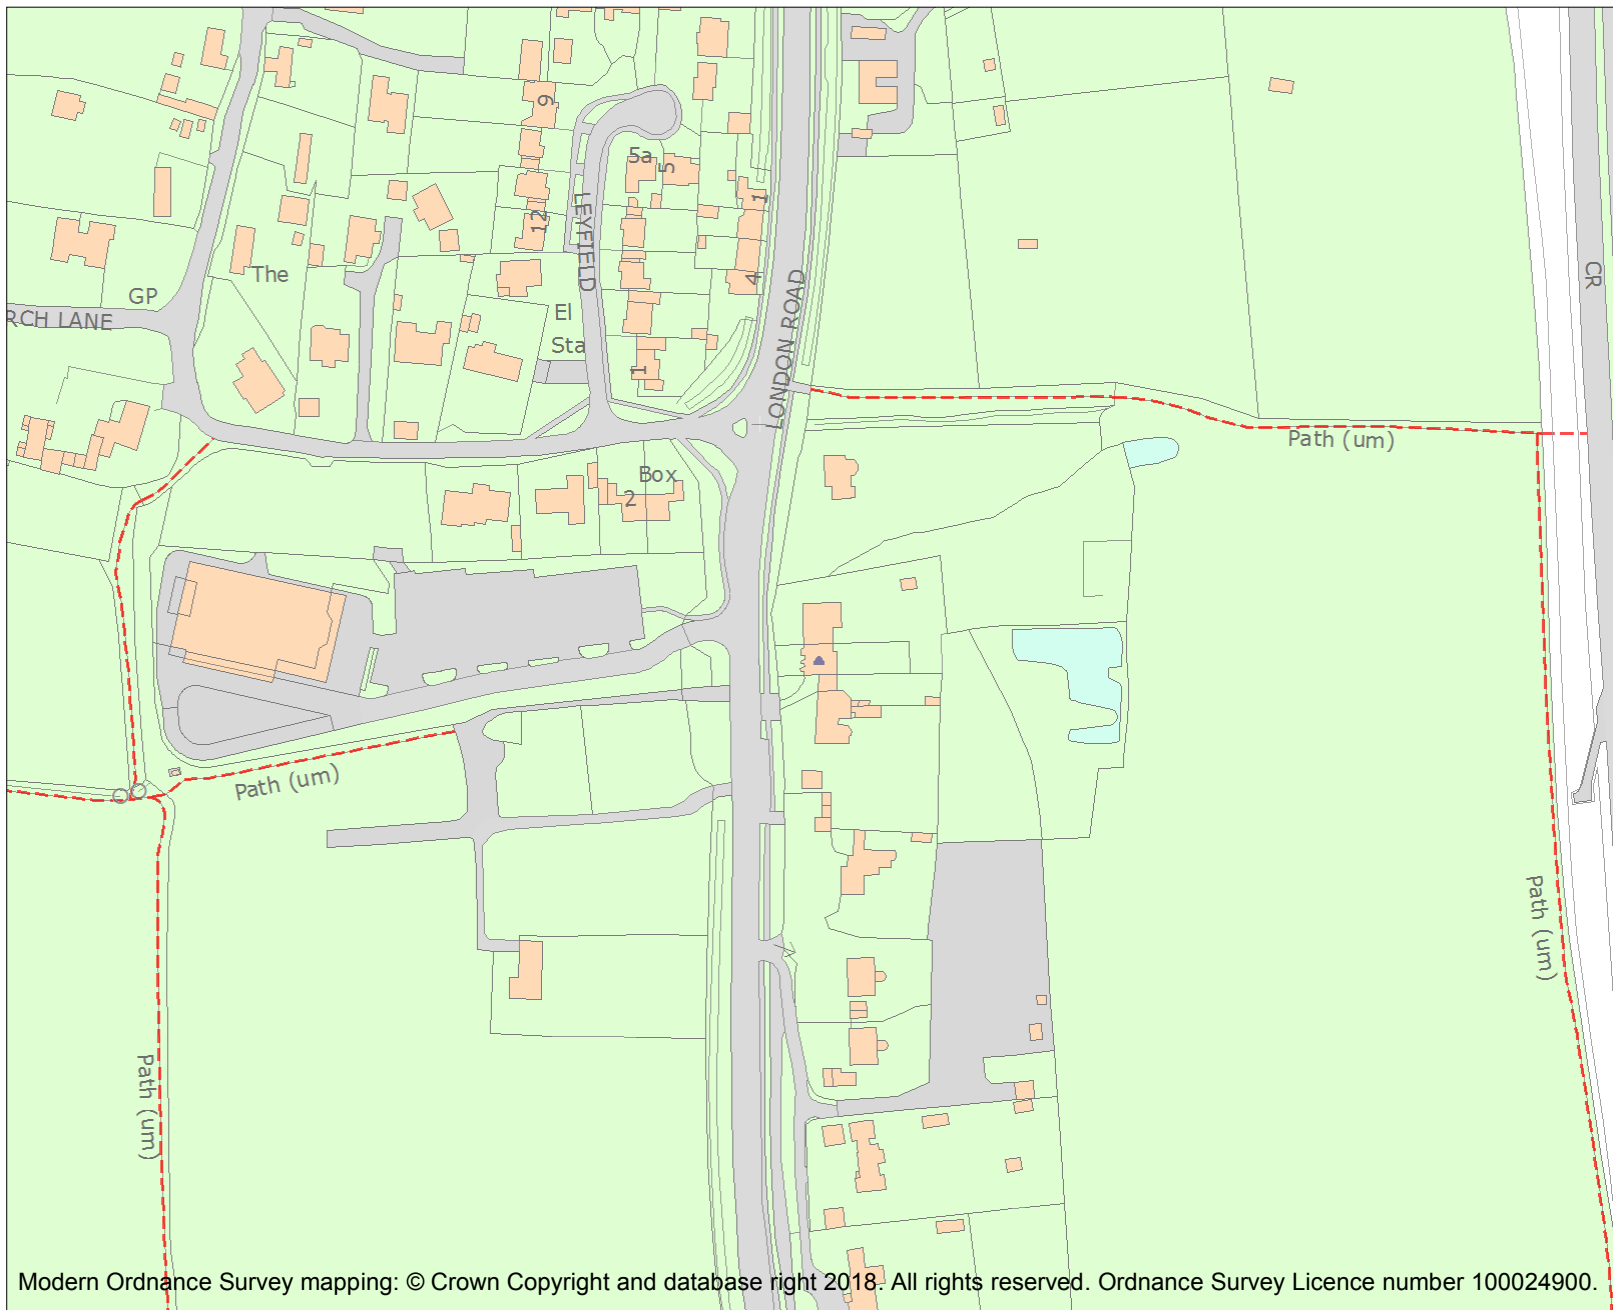 9
5a
5
1
12
LEYFIELD
The
4
GP
RCH LANE
El
Sta
LONDON ROAD
CR
1
Path (um)
Box
2
Path (um)
Path (um)
Path (um)
Modern Ordnance Survey mapping: © Crown Copyright and database right 2018. All rights reserved. Ordnance Survey Licence number 100024900.